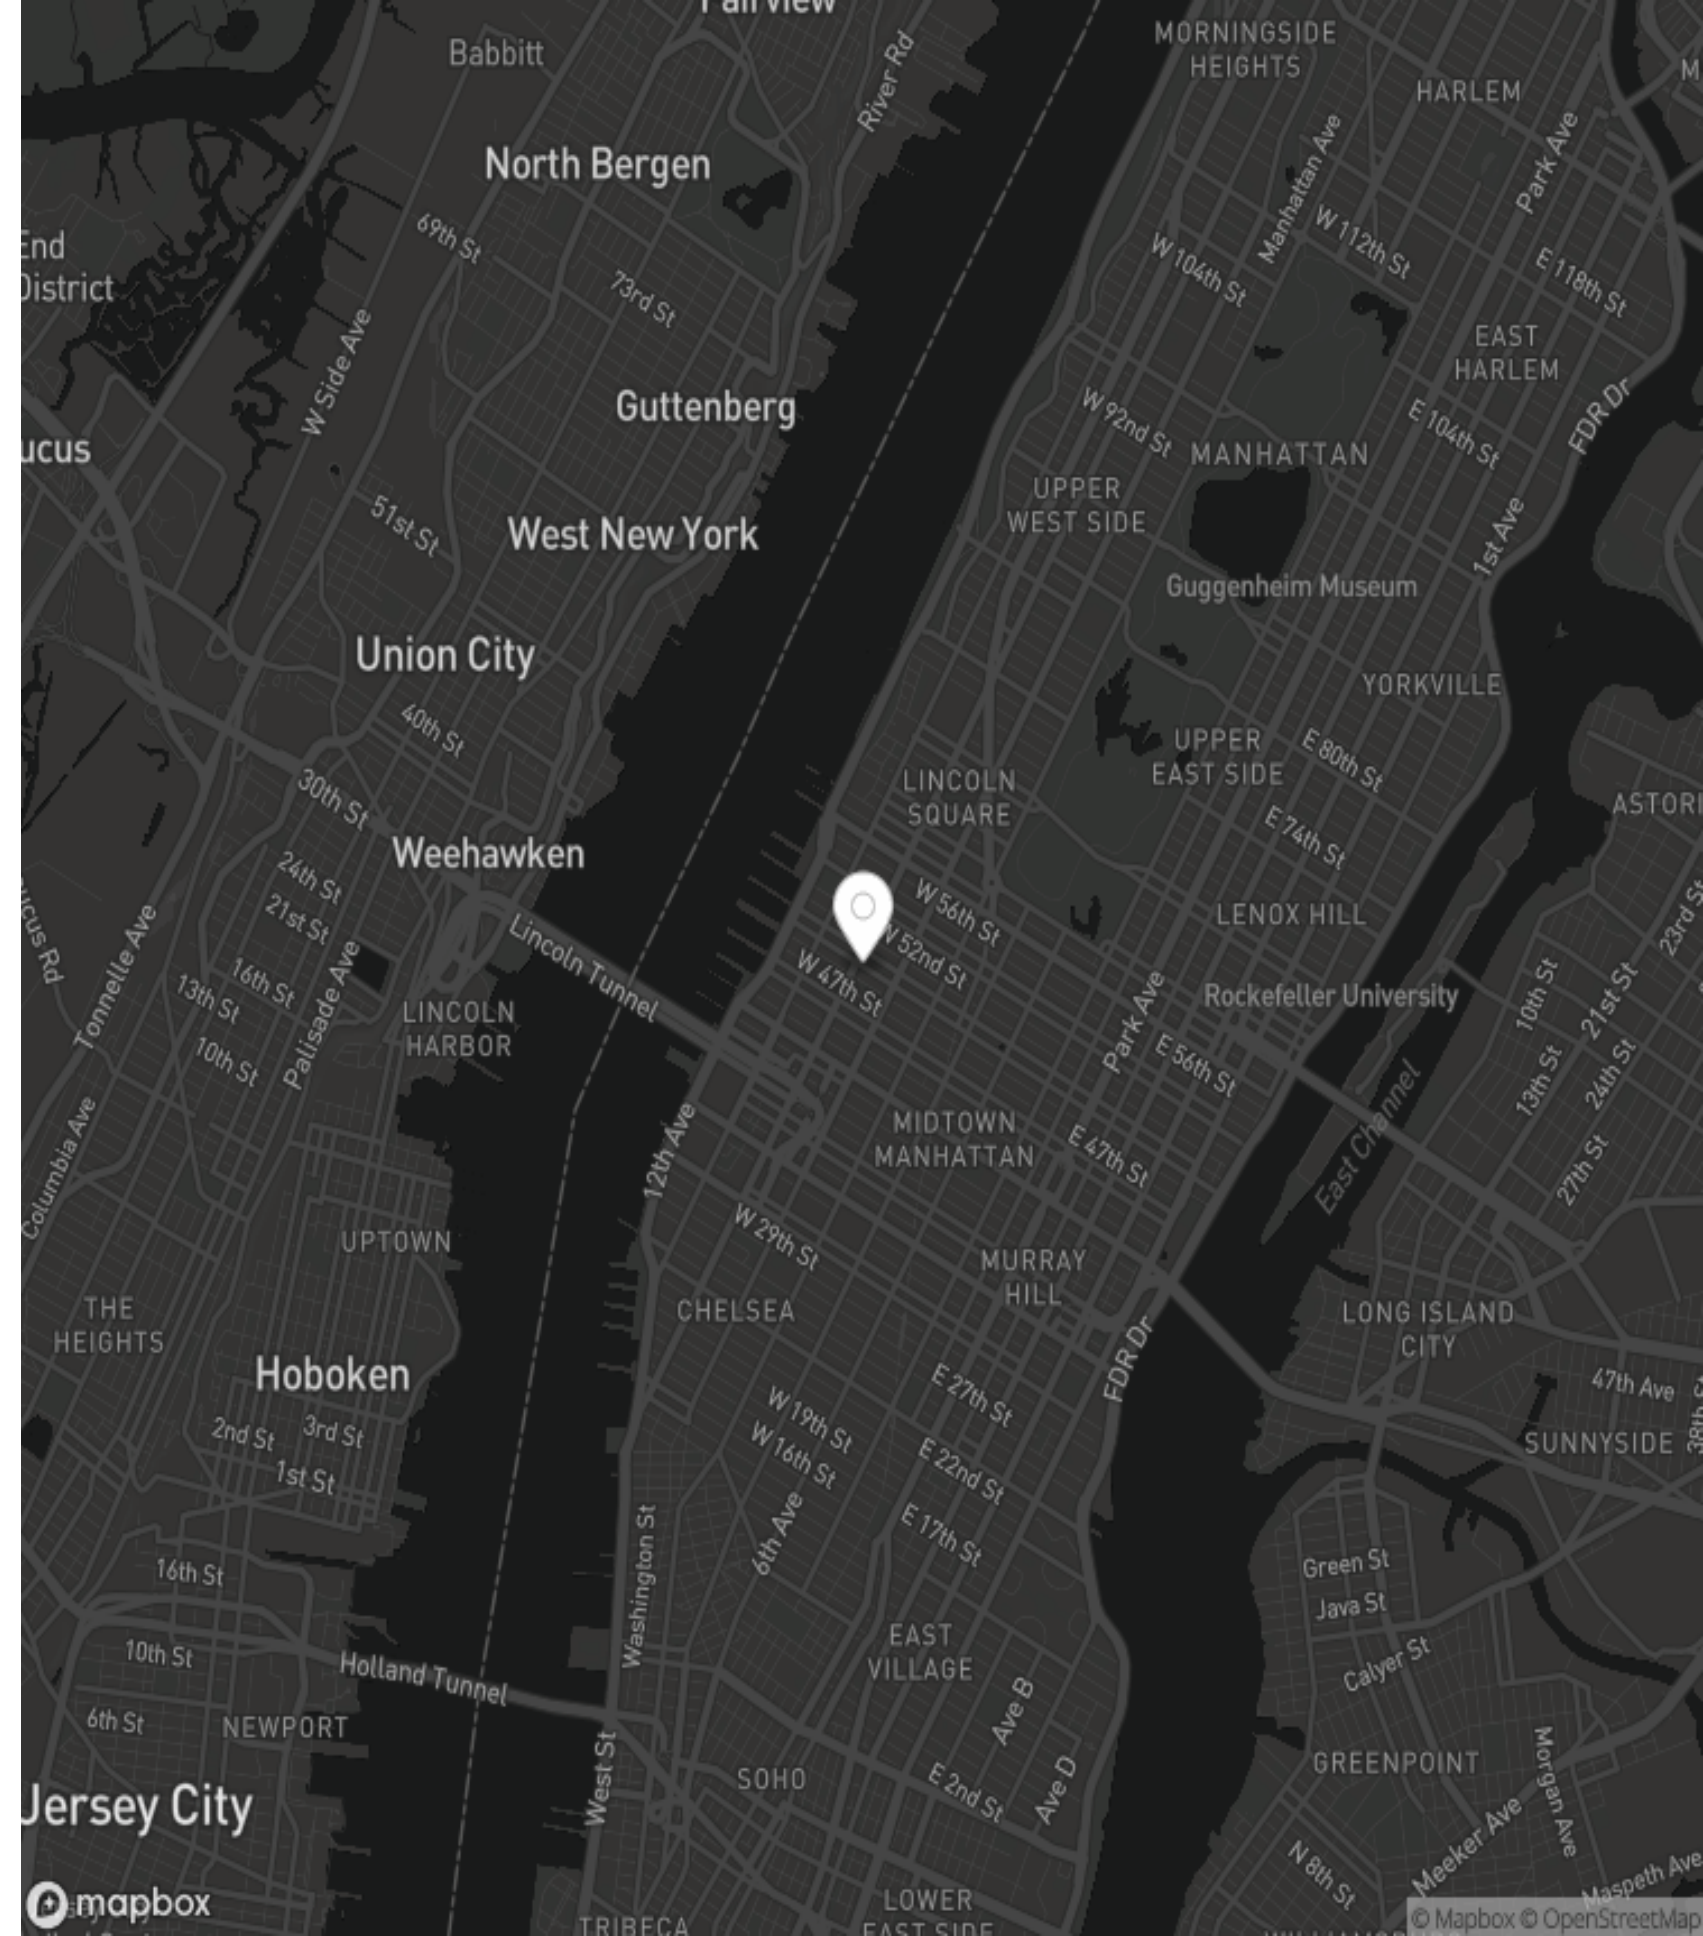 Fairview
Babbitt
River Rd
MORNINGSIDE
HEIGHTS
HARLEM
North Bergen
Manhattan Ave
Park Ave
69th St
W 112th St
W 104th St
End
District
73rd St
E 118th St
W Side Ave
EAST
HARLEM
Guttenberg
W 92nd St
E 104th St
FDR Dr
ucus
MANHATTAN
UPPER
WEST SIDE
51st St
West New York
1st Ave
Guggenheim Museum
Union City
YORKVILLE
40th St
UPPER
EAST SIDE
E 80th St
LINCOLN
SQUARE
30th St
ASTORI
E 74th St
Weehawken
24th St
21st St
W 56th St
LENOX HILL
23rd S
ucus Rd
Tonnelle Ave
Lincoln Tunnel
W 52nd St
W 47th St
16th St
13th St
Palisade Ave
Rockefeller University
Park Ave
10th St
21st St
LINCOLN
HARBOR
10th St
E 56th St
13th St
24th St
East Channel
Columbia Ave
12th Ave
MIDTOWN
MANHATTAN
E 47th St
27th St
UPTOWN
W 29th St
MURRAY
HILL
THE
HEIGHTS
CHELSEA
LONG ISLAND
CITY
Hoboken
FDR Dr
E 27th St
47th Ave
W 19th St
2nd St
3rd St
W 16th St
E 22nd St
SUNNYSIDE
38th S
1st St
6th Ave
E 17th St
Washington St
16th St
Green St
Java St
10th St
Holland Tunnel
EAST
VILLAGE
Calyer St
Ave B
6th St
NEWPORT
West St
SOHO
E 2nd St
Ave D
GREENPOINT
Morgan Ave
Jersey City
N 8th St
Meeker Ave
Maspeth Ave
mapbox
LOWER
EAST SIDE
TRIBECA
© Mapbox © OpenStreetMap